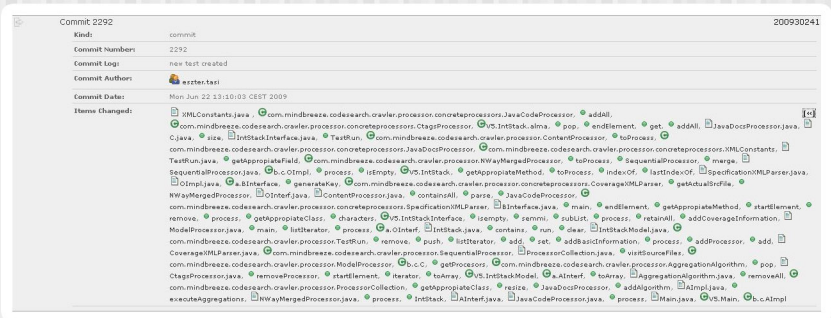 Commit 2292 200930241
Kind: commit
Commit Number: 2292
Commit Log: new test created
Commit Author: eszter.tasi
Commit Date: Mon Jun 22 13:10:03 CEST 2009
Items Changed: XMLConstants.java , com.mindbreeze.codesearch.crawler.processor.concreteprocessors.JavaCodeProcessor, addAll,
com.mindbreeze.codesearch.crawler.processor.concreteprocessors.CtagsProcessor, V5.IntStack.alma, pop, endElement, get, addAll, JavaDocsProcessor.java,
C.java, size, IntStackInterface.java, TestRun, com.mindbreeze.codesearch.crawler.processor.ContentProcessor, toProcess,
com.mindbreeze.codesearch.crawler.processor.concreteprocessors.JavaDocsProcessor, com.mindbreeze.codesearch.crawler.processor.concreteprocessors.XMLConstants,
TestRun.java, getAppropiateField, com.mindbreeze.codesearch.crawler.processor.NWayMergedProcessor, toProcess, SequentialProcessor, merge,
SequentialProcessor.java, b.c.OImpl, process, isEmpty, V5.IntStack, getAppropiateMethod, toProcess, indexOf, lastIndexOf, SpecificationXMLParser.java,
OImpl.java, a.BInterface, generateKey, com.mindbreeze.codesearch.crawler.processor.concreteprocessors.CoverageXMLParser, getActualSrcFile,
NWayMergedProcessor, OInterf.java, ContentProcessor.java, containsAll, parse, JavaCodeProcessor,
com.mindbreeze.codesearch.crawler.processor.concreteprocessors.SpecificationXMLParser, BInterface.java, main, endElement, getAppropiateMethod, startElement,
remove, process, getAppropiateClass, characters, V5.IntStackInterface, isempty, semmi, subList, process, retainAll, addCoverageInformation,
ModelProcessor.java, main, listIterator, process, a.OInterf, IntStack.java, contains, run, clear, IntStackModel.java,
com.mindbreeze.codesearch.crawler.processor.TestRun, remove, push, listIterator, add, set, addBasicInformation, process, addProcessor, add,
CoverageXMLParser.java, com.mindbreeze.codesearch.crawler.processor.SequentialProcessor, ProcessorCollection.java, visitSourceFiles,
com.mindbreeze.codesearch.crawler.processor.ModelProcessor, b.c.C, getProcesors, com.mindbreeze.codesearch.crawler.processor.AggregationAlgorithm, pop,
CtagsProcessor.java, removeProcessor, startElement, iterator, toArray, V5.IntStackModel, a.AInterf, toArray, AggregationAlgorithm.java, removeAll,
com.mindbreeze.codesearch.crawler.processor.ProcessorCollection, getAppropiateClass, resize, JavaDocsProcessor, addAlgorithm, AImpl.java,
executeAggregations, NWayMergedProcessor.java, process, IntStack, AInterf.java, JavaCodeProcessor.java, process, Main.java, V5.Main, b.c.AImpl